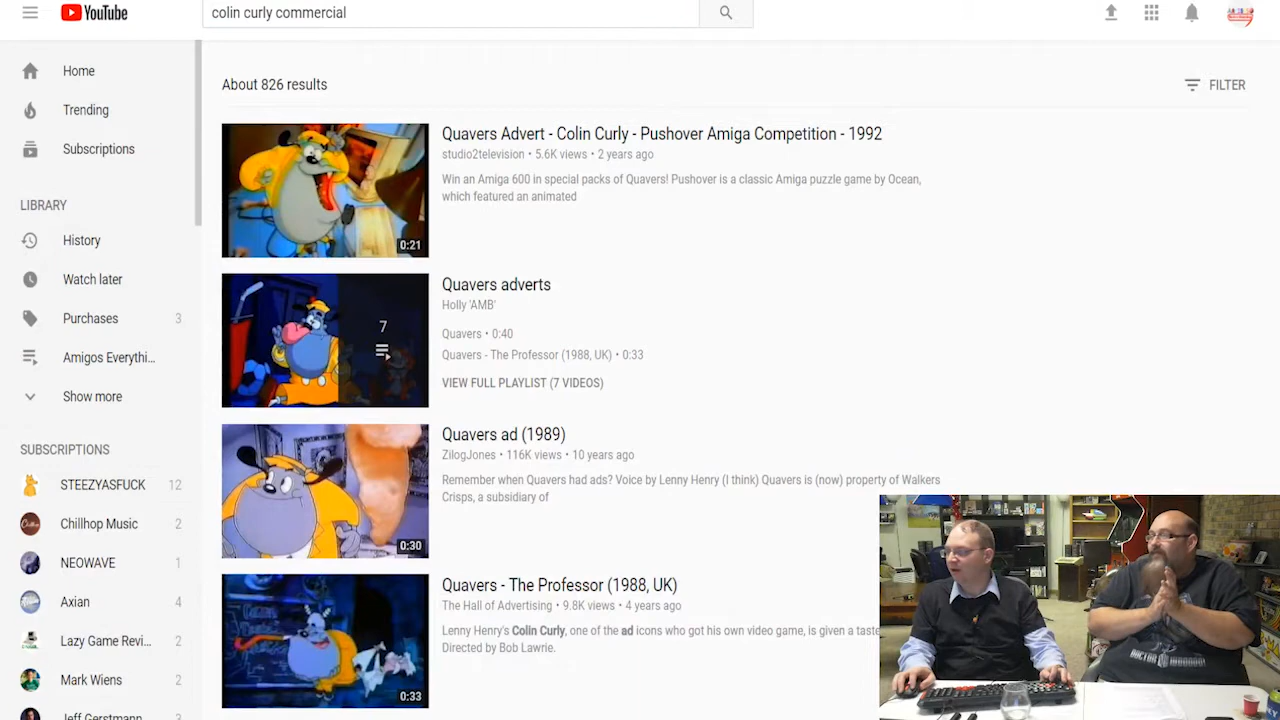 YouTube
colin curly commercial
Home
Trending
Subscriptions
LIBRARY
History
Watch later
Purchases 3
Amigos Everythi...
Show more
SUBSCRIPTIONS
STEEZYASFUCK 12
Chillhop Music 2
NEOWAVE 1
Axian 4
Lazy Game Revi... 2
Mark Wiens 2
Jeff Gerstmann 3
About 826 results
FILTER
Quavers Advert - Colin Curly - Pushover Amiga Competition - 1992
studio2television • 5.6K views • 2 years ago
Win an Amiga 600 in special packs of Quavers! Pushover is a classic Amiga puzzle game by Ocean,
which featured an animated
0:21
Quavers adverts
Holly 'AMB'
7
Quavers • 0:40
Quavers - The Professor (1988, UK) • 0:33
VIEW FULL PLAYLIST (7 VIDEOS)
Quavers ad (1989)
ZilogJones • 116K views • 10 years ago
Remember when Quavers had ads? Voice by Lenny Henry (I think) Quavers is (now) property of Walkers
Crisps, a subsidiary of
0:30
Quavers - The Professor (1988, UK)
The Hall of Advertising • 9.8K views • 4 years ago
Lenny Henry's Colin Curly, one of the ad icons who got his own video game, is given a taste
Directed by Bob Lawrie.
0:33